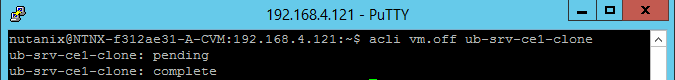 192.168.4.121 - PuTTY
nutanix@NTNX-f312ae31-A-CVM:192.168.4.121:~$ acli vm.off ub-srv-ce1-clone
ub-srv-ce1-clone: pending
ub-srv-ce1-clone: complete